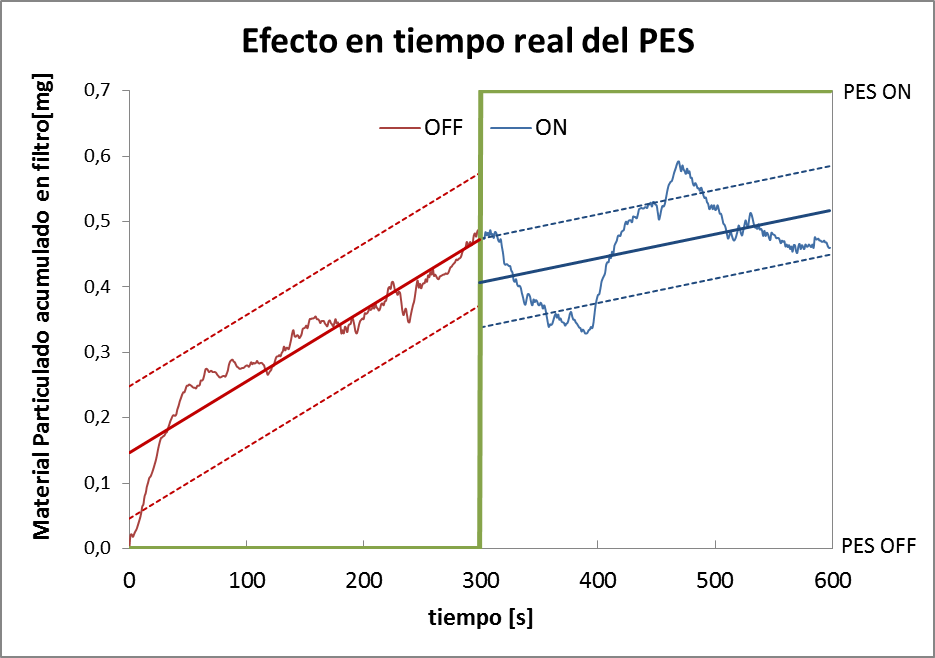 Efecto en tiempo real del PES
Material Particulado acumulado en filtro[mg]
0,7
0,6
0,5
0,4
0,3
0,2
0,1
0,0
OFF
ON
PES ON
PES OFF
0
100
200
300
400
500
600
tiempo [s]